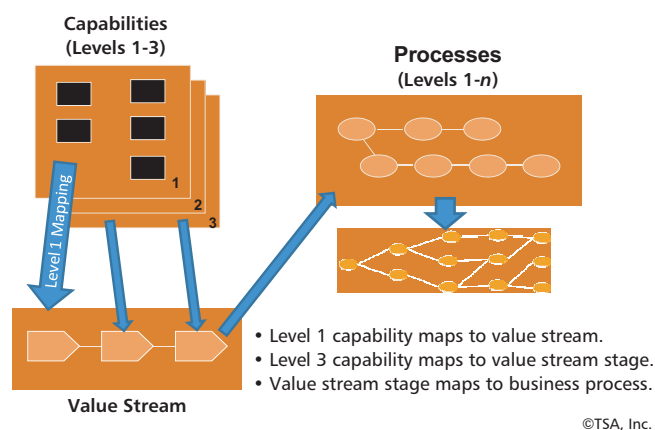 Capabilities
(Levels 1-3)
Processes
(Levels 1-n)
1
2
3
Level 1 Mapping
• Level 1 capability maps to value stream.
• Level 3 capability maps to value stream stage.
• Value stream stage maps to business process.
Value Stream
©TSA, Inc.